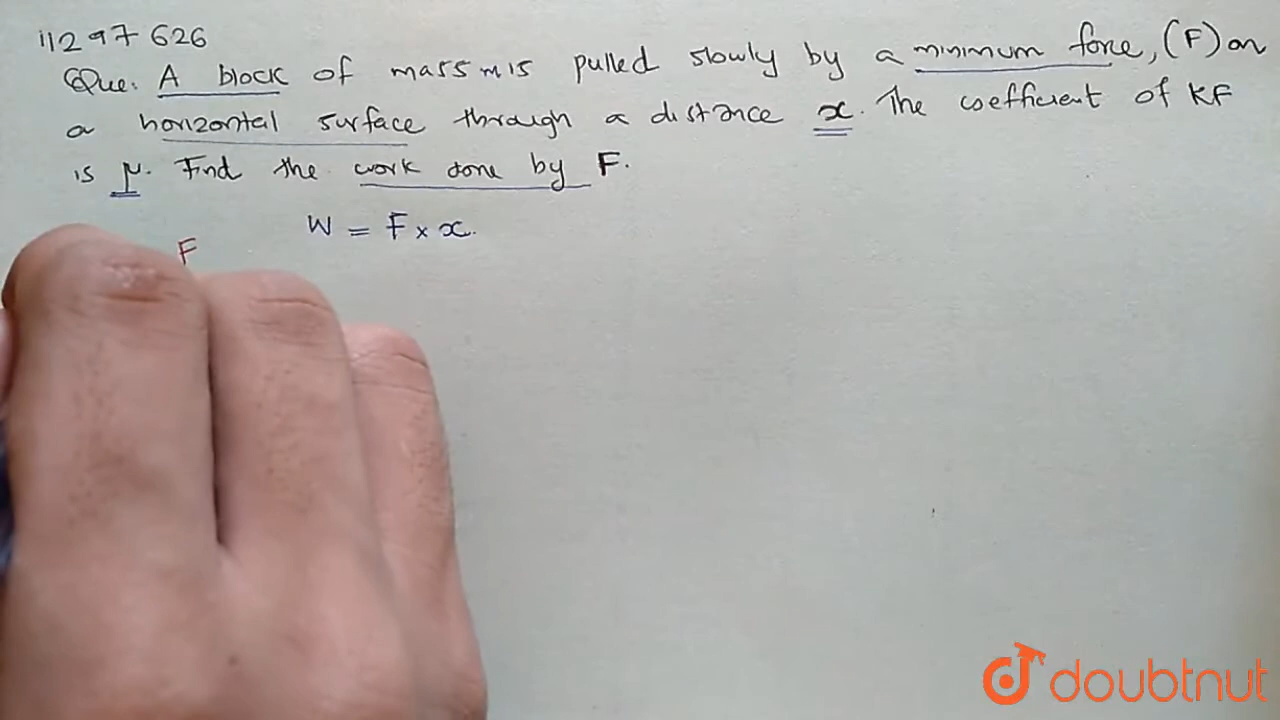 11297626
Que: A block of mass m is pulled slowly by a minimum force, (F) on
a horizontal surface through a distance x. The coefficient of KF
is μ. Find the work done by F.
W = F × x.
F
doubtnut